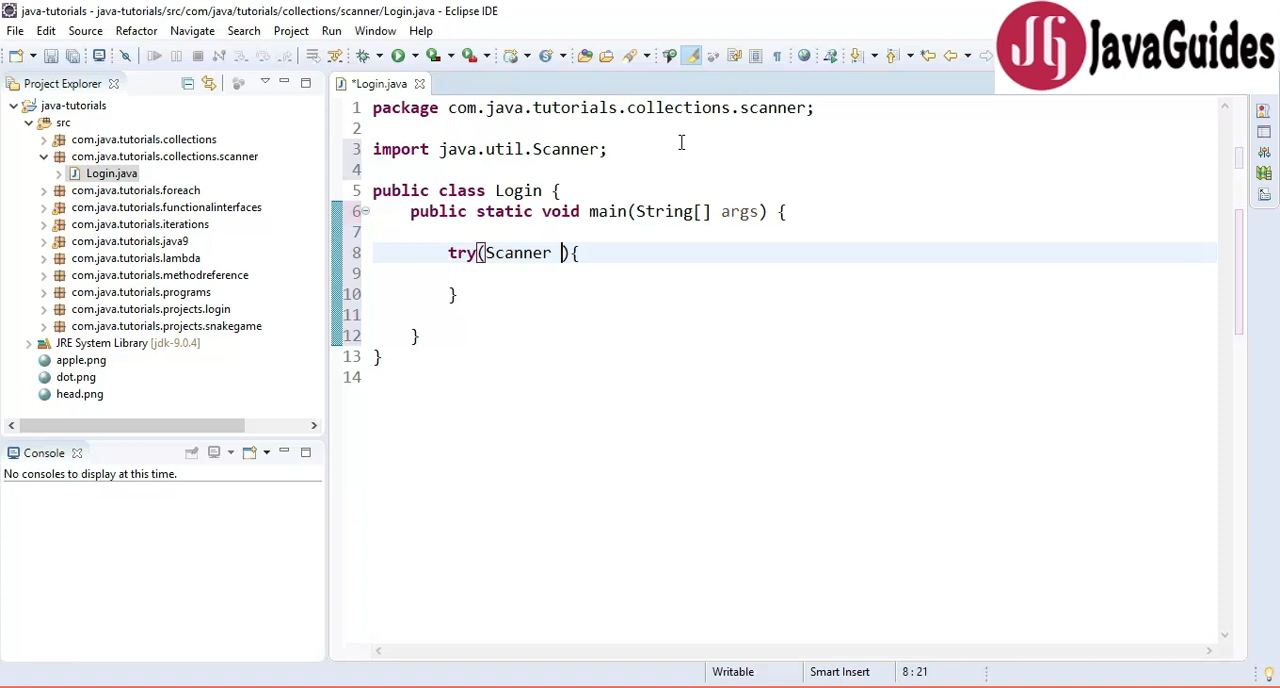 java-tutorials - java-tutorials/src/com/java/tutorials/collections/scanner/Login.java - Eclipse IDE
File Edit Source Refactor Navigate Search Project Run Window Help
JavaGuides
Project Explorer
*Login.java
java-tutorials
src
com.java.tutorials.collections
com.java.tutorials.collections.scanner
Login.java
com.java.tutorials.foreach
com.java.tutorials.functionalinterfaces
com.java.tutorials.iterations
com.java.tutorials.java9
com.java.tutorials.lambda
com.java.tutorials.methodreference
com.java.tutorials.programs
com.java.tutorials.projects.login
com.java.tutorials.projects.snakegame
JRE System Library [jdk-9.0.4]
apple.png
dot.png
head.png
Console
No consoles to display at this time.
1 package com.java.tutorials.collections.scanner;
2
3 import java.util.Scanner;
4
5 public class Login {
6 public static void main(String[] args) {
7
8 try(Scanner ){
9
10 }
11
12 }
13 }
14
Writable Smart Insert 8 : 21